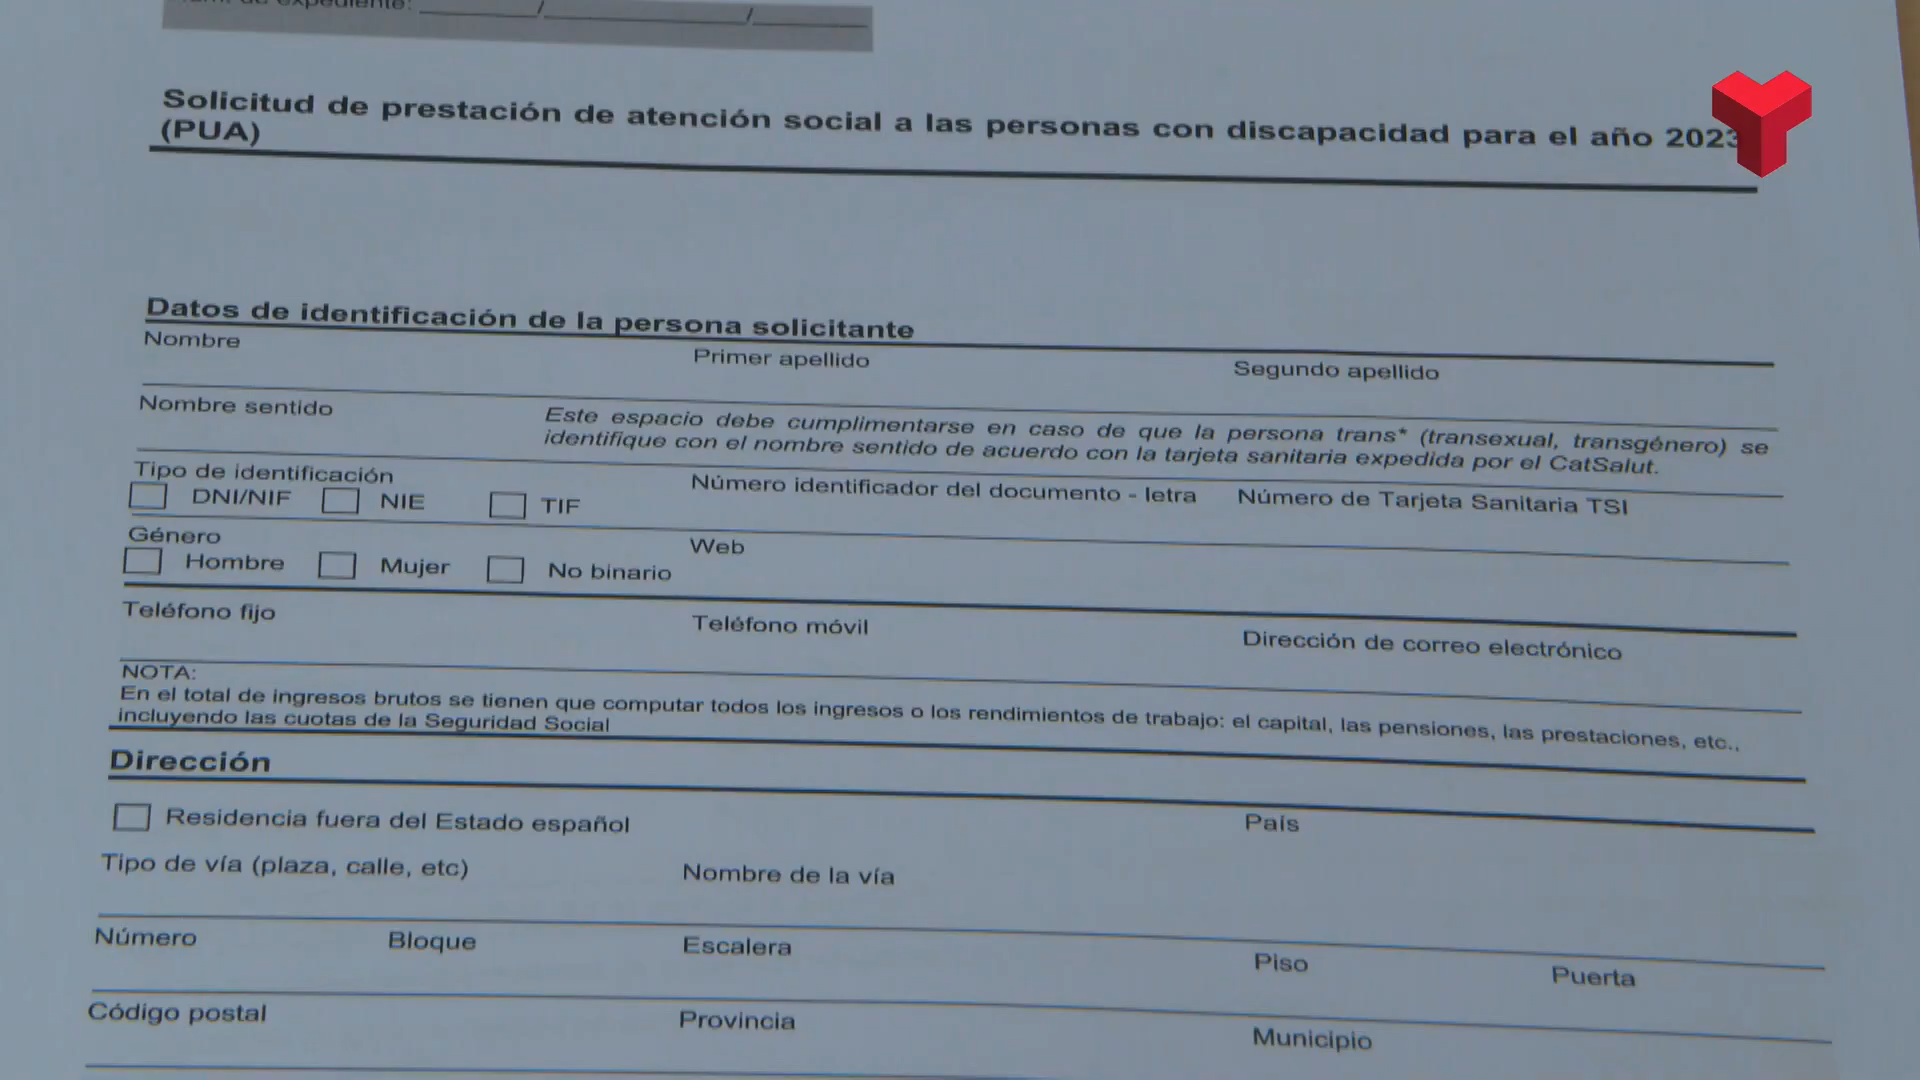 de expediente: ______/______/______
Solicitud de prestación de atención social a las personas con discapacidad para el año 2023
(PUA)
Datos de identificación de la persona solicitante
Nombre Primer apellido Segundo apellido
Nombre sentido Este espacio debe cumplimentarse en caso de que la persona trans* (transexual, transgénero) se
identifique con el nombre sentido de acuerdo con la tarjeta sanitaria expedida por el CatSalut.
Tipo de identificación Número identificador del documento - letra Número de Tarjeta Sanitaria TSI
DNI/NIF NIE TIF
Género Web
Hombre Mujer No binario
Teléfono fijo Teléfono móvil Dirección de correo electrónico
NOTA:
En el total de ingresos brutos se tienen que computar todos los ingresos o los rendimientos de trabajo: el capital, las pensiones, las prestaciones, etc.,
incluyendo las cuotas de la Seguridad Social
Dirección
Residencia fuera del Estado español País
Tipo de vía (plaza, calle, etc) Nombre de la vía
Número Bloque Escalera Piso Puerta
Código postal Provincia Municipio